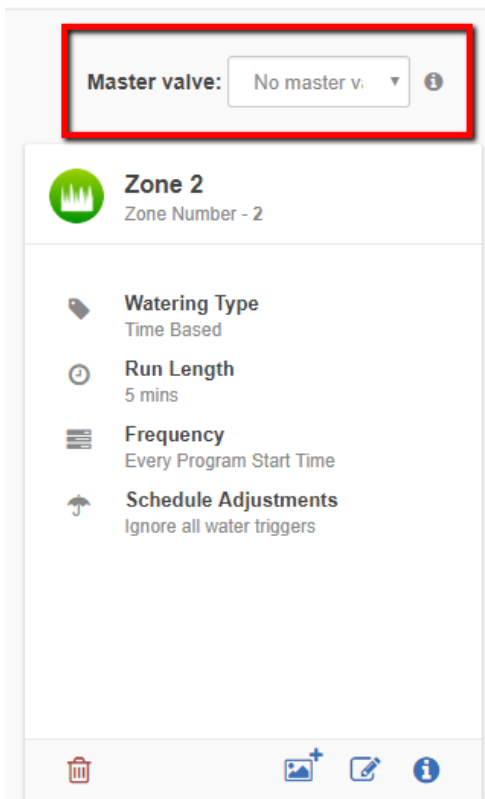 Master valve: No master v
Zone 2
Zone Number - 2
Watering Type
Time Based
Run Length
5 mins
Frequency
Every Program Start Time
Schedule Adjustments
Ignore all water triggers